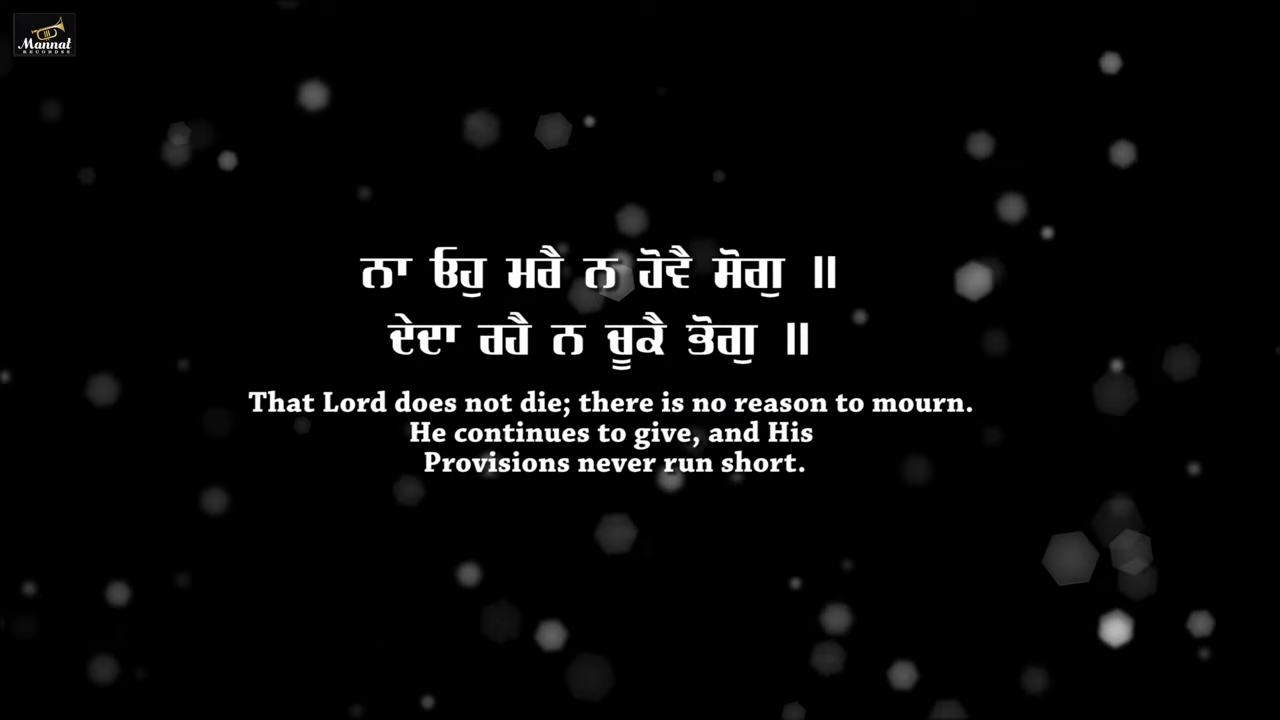 Mannat
RECORDSS
ਨਾ ਓਹੁ ਮਰੈ ਨ ਹੋਵੈ ਸੋਗੁ ॥
ਦੇਦਾ ਰਹੈ ਨ ਚੂਕੈ ਭੋਗੁ ॥
That Lord does not die; there is no reason to mourn.
He continues to give, and His
Provisions never run short.